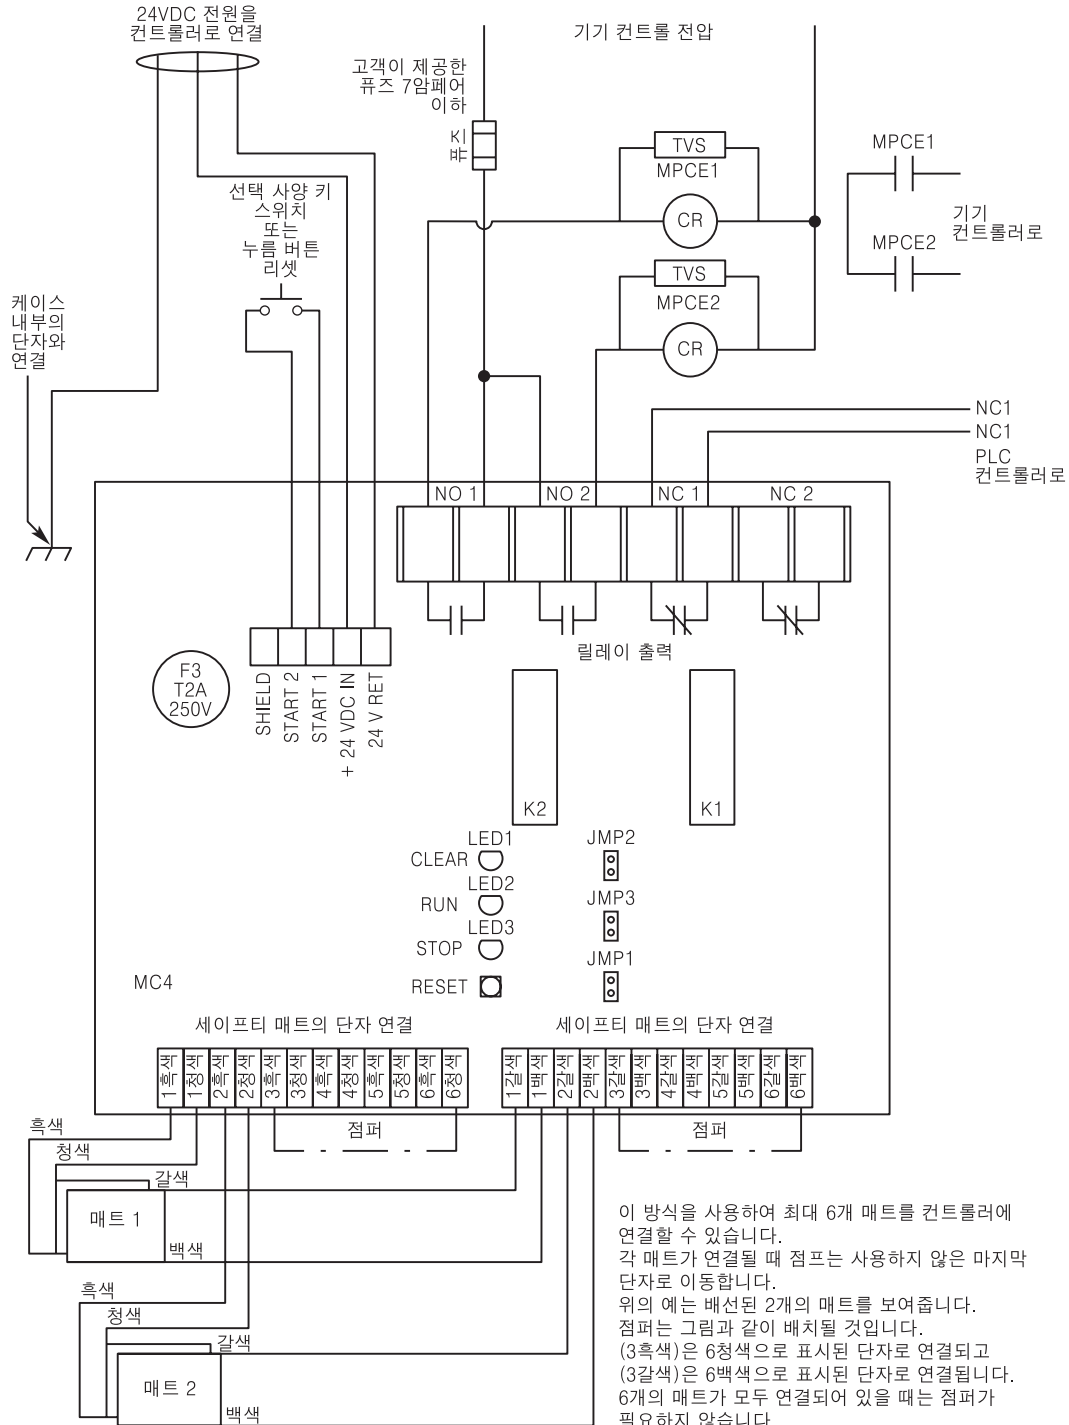 24VDC 전원을
컨트롤러로 연결
기기 컨트롤 전압
고객이 제공한
퓨즈 7암페어
이하
퓨즈
TVS
MPCE1
CR
TVS
MPCE2
CR
MPCE1
MPCE2
기기
컨트롤러로
선택 사양 키
스위치
또는
누름 버튼
리셋
케이스
내부의
단자와
연결
NC1
NC1
PLC
컨트롤러로
NO 1
NO 2
NC 1
NC 2
릴레이 출력
F3
T2A
250V
SHIELD
START 2
START 1
+ 24 VDC IN
24 V RET
K2
K1
LED1
CLEAR
LED2
RUN
LED3
STOP
RESET
JMP2
JMP3
JMP1
MC4
세이프티 매트의 단자 연결
세이프티 매트의 단자 연결
1흑색
1청색
2흑색
2청색
3흑색
3청색
4흑색
4청색
5흑색
5청색
6흑색
6청색
1갈색
1백색
2갈색
2백색
3갈색
3백색
4갈색
4백색
5갈색
5백색
6갈색
6백색
점퍼
점퍼
흑색
청색
갈색
매트 1
백색
흑색
청색
갈색
매트 2
백색
이 방식을 사용하여 최대 6개 매트를 컨트롤러에
연결할 수 있습니다.
각 매트가 연결될 때 점프는 사용하지 않은 마지막
단자로 이동합니다.
위의 예는 배선된 2개의 매트를 보여줍니다.
점퍼는 그림과 같이 배치될 것입니다.
(3흑색)은 6청색으로 표시된 단자로 연결되고
(3갈색)은 6백색으로 표시된 단자로 연결됩니다.
6개의 매트가 모두 연결되어 있을 때는 점퍼가
필요하지 않습니다